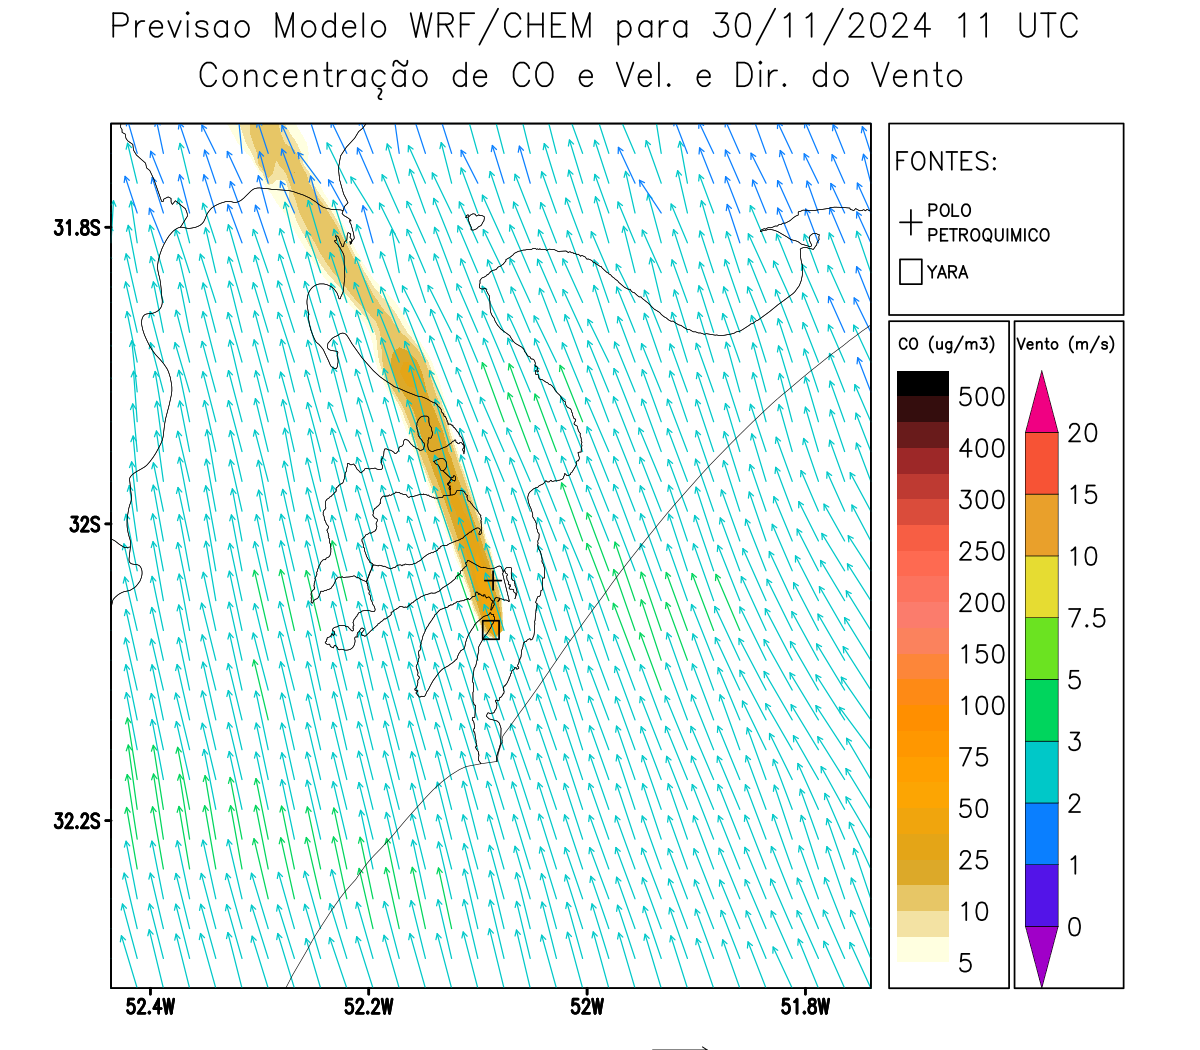 Previsao Modelo WRF/CHEM para 30/11/2024 11 UTC
Concentração de CO e Vel. e Dir. do Vento
FONTES:
POLO
PETROQUIMICO
YARA
CO (ug/m3)
500
400
300
250
200
150
100
75
50
25
10
5
Vento (m/s)
20
15
10
7.5
5
3
2
1
0
31.8S
32S
32.2S
52.4W 52.2W 52W 51.8W